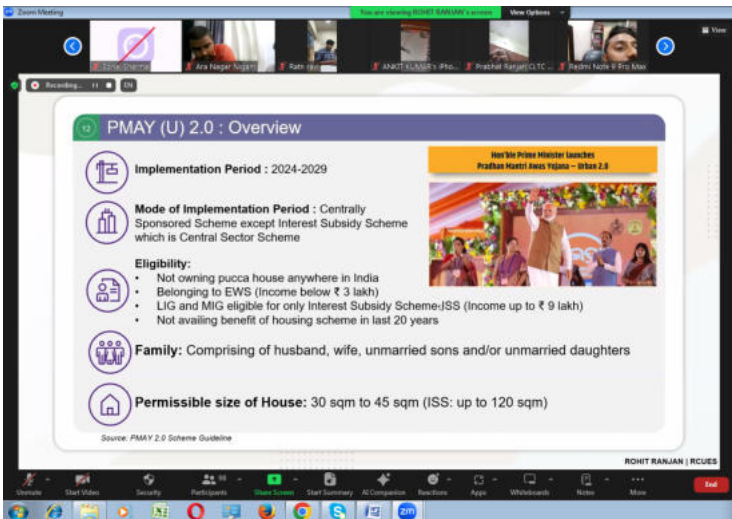 Zoom Meeting
You are viewing ROHIT RANJAN's screen
View Options
View
Ara Nagar Nigam
Ratn ravi
ANKIT KUMAR's iPho...
Prabhat Ranjan CLTC ...
Redmi Note 9 Pro Max
Recording...
EN
12
PMAY (U) 2.0 : Overview
Implementation Period : 2024-2029
Hon'ble Prime Minister launches
Pradhan Mantri Awas Yojana – Urban 2.0
Mode of Implementation Period : Centrally
Sponsored Scheme except Interest Subsidy Scheme
which is Central Sector Scheme
Eligibility:
• Not owning pucca house anywhere in India
• Belonging to EWS (Income below ₹ 3 lakh)
• LIG and MIG eligible for only Interest Subsidy Scheme-ISS (Income up to ₹ 9 lakh)
• Not availing benefit of housing scheme in last 20 years
Family: Comprising of husband, wife, unmarried sons and/or unmarried daughters
Permissible size of House: 30 sqm to 45 sqm (ISS: up to 120 sqm)
Source: PMAY 2.0 Scheme Guideline
ROHIT RANJAN | RCUES
Unmute
Start Video
Security
Participants
Share Screen
Start Summary
AI Companion
Reactions
Apps
Whiteboards
Notes
More
End
zm